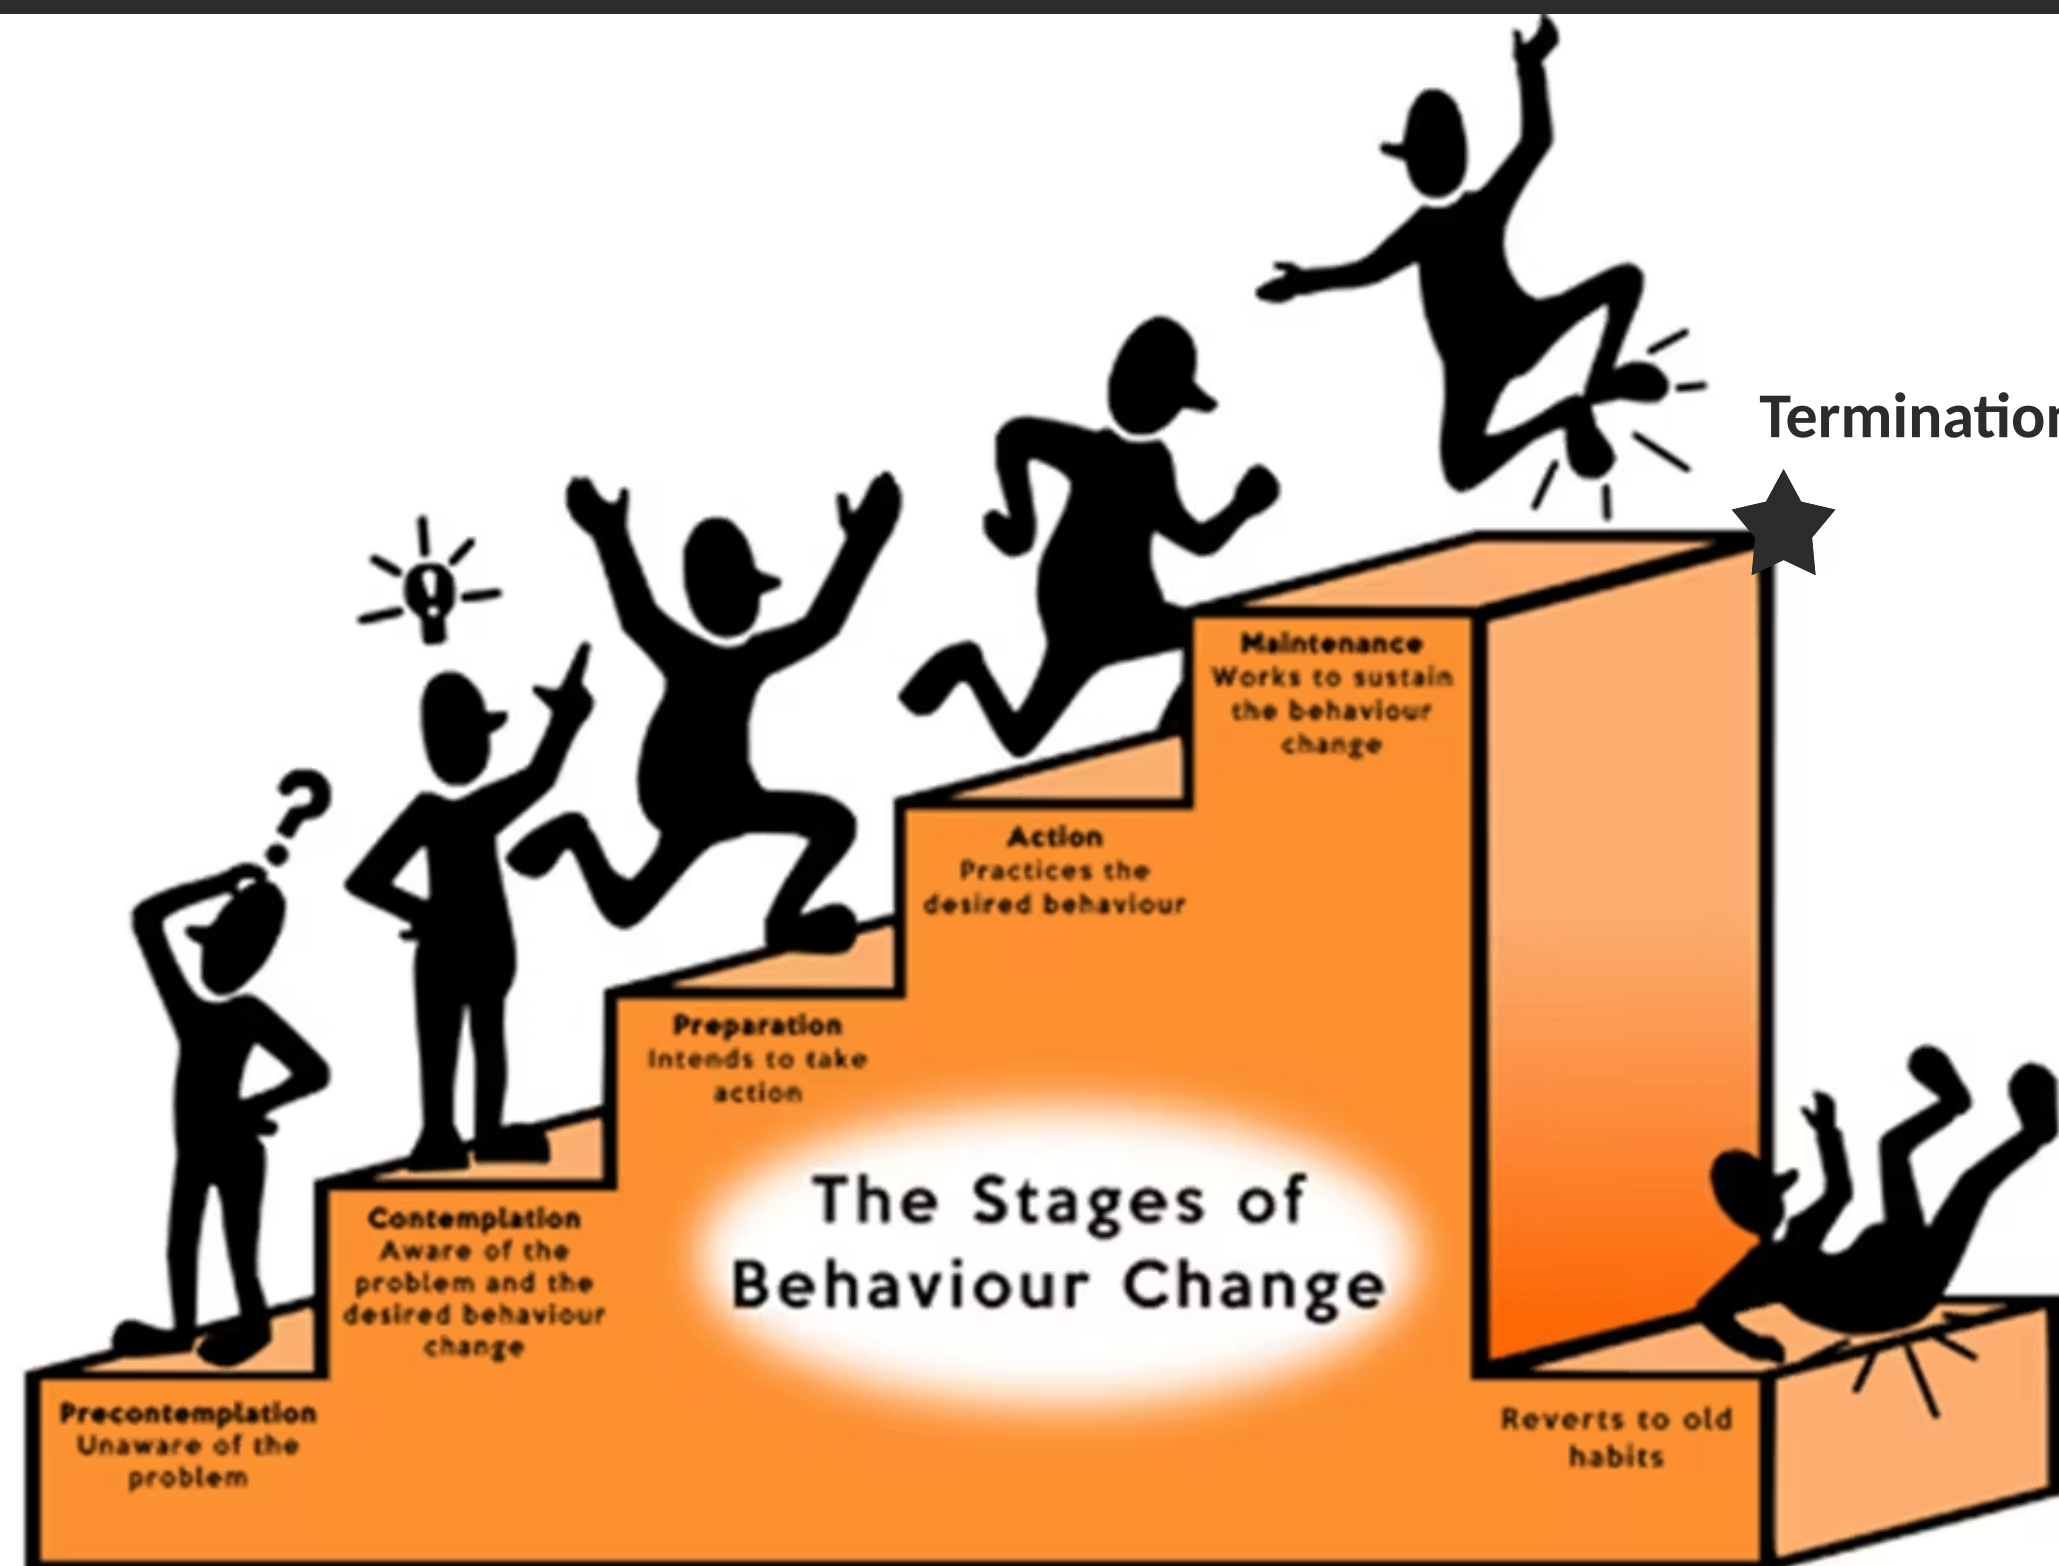 Termination
Maintenance
Works to sustain
the behaviour
change
Action
Practices the
desired behaviour
Preparation
Intends to take
action
Contemplation
Aware of the
problem and the
desired behaviour
change
Precontemplation
Unaware of the
problem
The Stages of
Behaviour Change
Reverts to old
habits
?